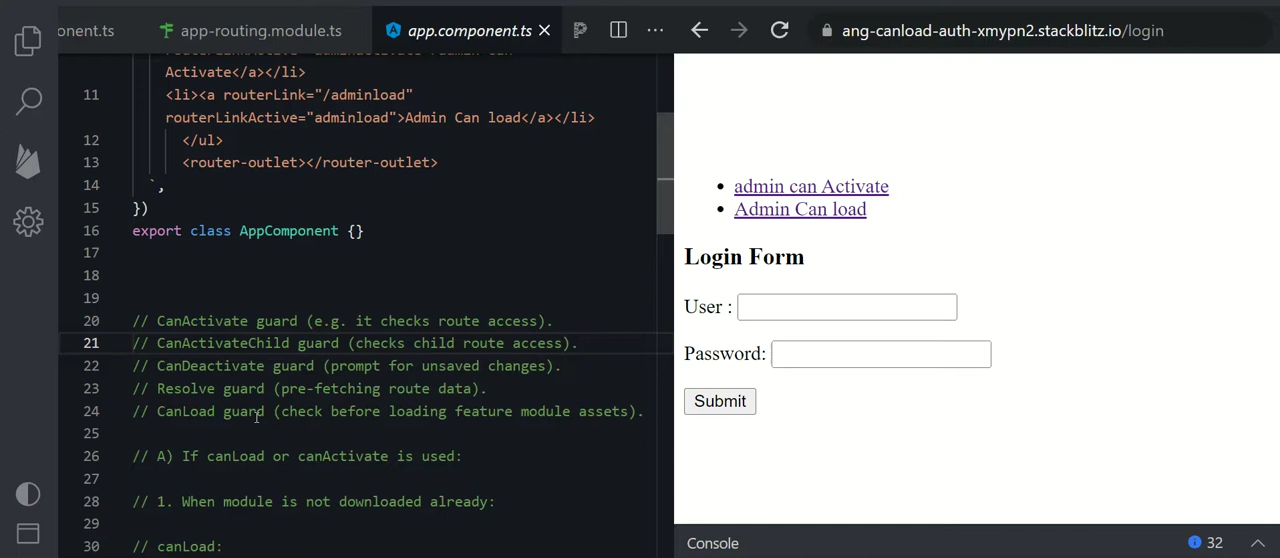 onent.ts
app-routing.module.ts
app.component.ts
ang-canload-auth-xmypn2.stackblitz.io/login
Activate</a></li>
11 <li><a routerLink="/adminload"
routerLinkActive="adminload">Admin Can load</a></li>
12 </ul>
13 <router-outlet></router-outlet>
14 `,
15 })
16 export class AppComponent {}
17
18
19
20 // CanActivate guard (e.g. it checks route access).
21 // CanActivateChild guard (checks child route access).
22 // CanDeactivate guard (prompt for unsaved changes).
23 // Resolve guard (pre-fetching route data).
24 // CanLoad guard (check before loading feature module assets).
25
26 // A) If canLoad or canActivate is used:
27
28 // 1. When module is not downloaded already:
29
30 // canLoad:
admin can Activate
Admin Can load
Login Form
User :
Password:
Submit
Console
32